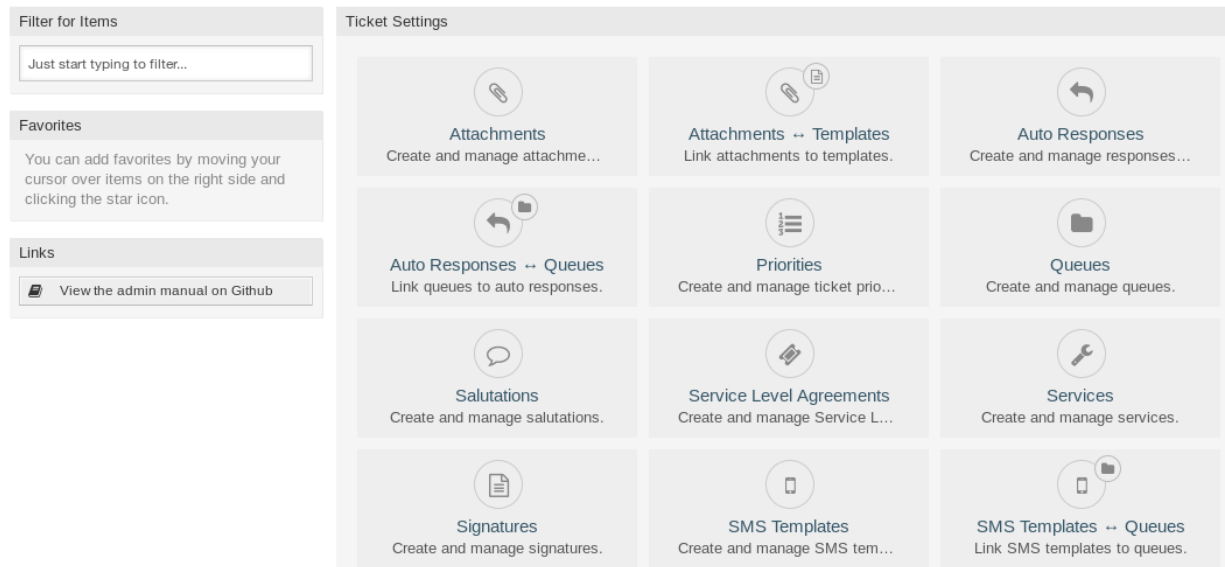 Filter for Items
Just start typing to filter...
Favorites
You can add favorites by moving your
cursor over items on the right side and
clicking the star icon.
Links
View the admin manual on Github
Ticket Settings
Attachments
Create and manage attachme…
Attachments ↔ Templates
Link attachments to templates.
Auto Responses
Create and manage responses…
Auto Responses ↔ Queues
Link queues to auto responses.
Priorities
Create and manage ticket prio…
Queues
Create and manage queues.
Salutations
Create and manage salutations.
Service Level Agreements
Create and manage Service L…
Services
Create and manage services.
Signatures
Create and manage signatures.
SMS Templates
Create and manage SMS tem…
SMS Templates ↔ Queues
Link SMS templates to queues.